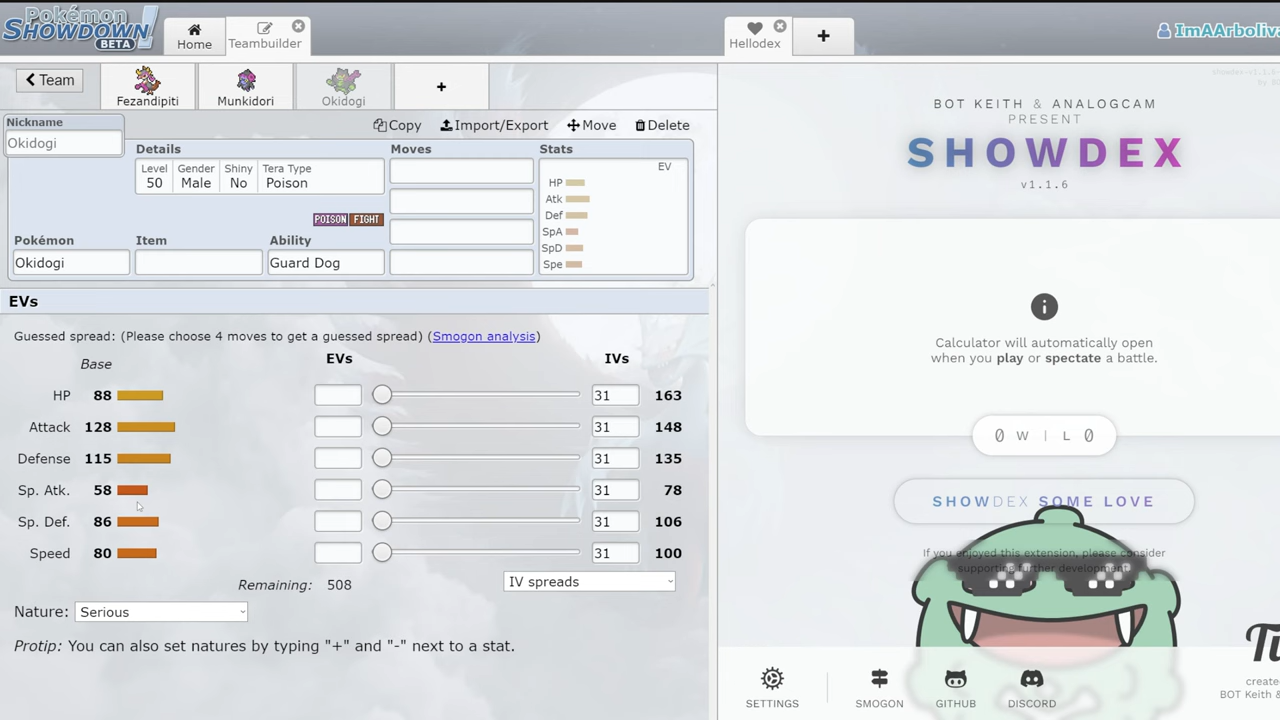 Pokémon
SHOWDOWN!
BETA
Home
Teambuilder
Hellodex
+
ImAArboliva
Team
Fezandipiti
Munkidori
Okidogi
+
Copy
Import/Export
Move
Delete
Nickname
Okidogi
Details
Level
Gender
Shiny
Tera Type
50
Male
No
Poison
POISON FIGHT
Pokémon
Item
Ability
Okidogi
Guard Dog
Moves
Stats
EV
HP
Atk
Def
SpA
SpD
Spe
EVs
Guessed spread: (Please choose 4 moves to get a guessed spread) (Smogon analysis)
Base EVs IVs
HP 88 31 163
Attack 128 31 148
Defense 115 31 135
Sp. Atk. 58 31 78
Sp. Def. 86 31 106
Speed 80 31 100
Remaining: 508
IV spreads
Nature: Serious
Protip: You can also set natures by typing "+" and "-" next to a stat.
BOT KEITH & ANALOGCAM
PRESENT
SHOWDEX
v1.1.6
Calculator will automatically open
when you play or spectate a battle.
0 W | L 0
SHOWDEX SOME LOVE
If you enjoyed this extension, please consider
supporting further development.
SETTINGS
SMOGON
GITHUB
DISCORD
created
BOT Keith &